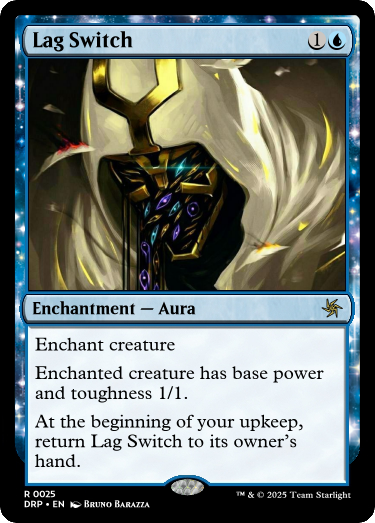 Lag Switch 1
Enchantment — Aura
Enchant creature
Enchanted creature has base power
and toughness 1/1.
At the beginning of your upkeep,
return Lag Switch to its owner's
hand.
R 0025
DRP • EN Bruno Barazza
™ & © 2025 Team Starlight